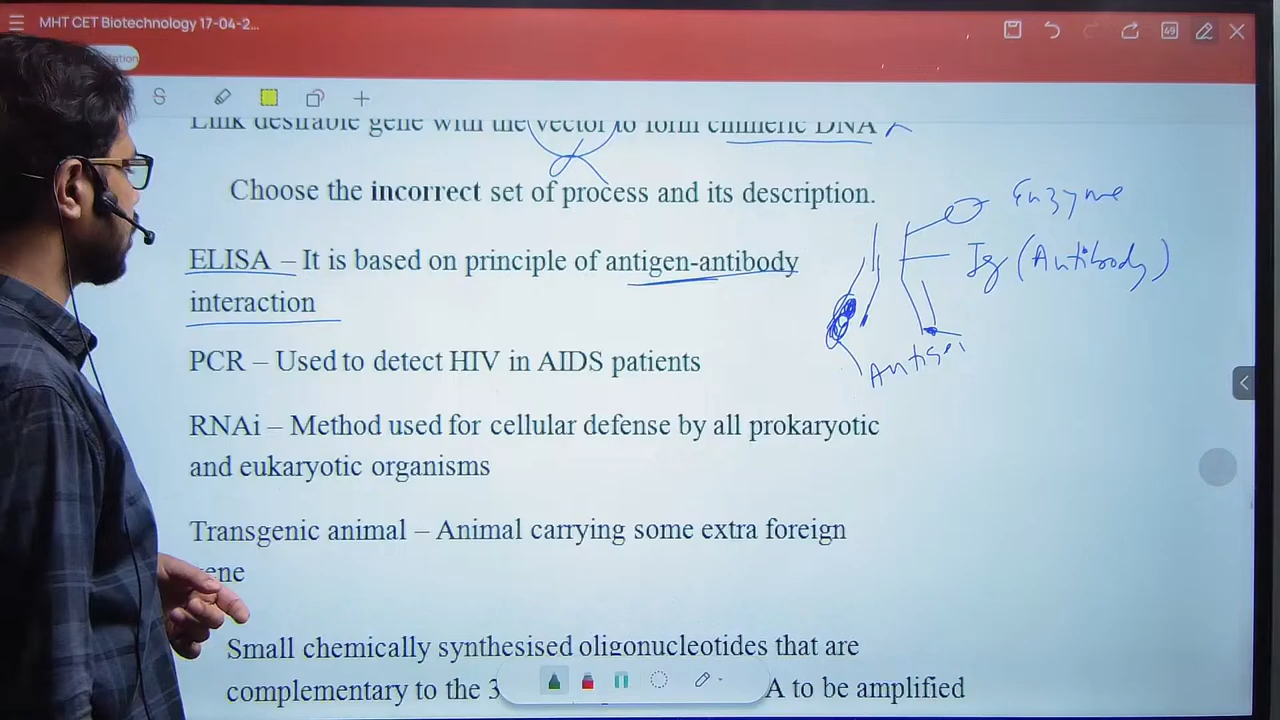 MHT CET Biotechnology 17-04-2...
49
Link desirable gene with the vector to form chimeric DNA
Choose the incorrect set of process and its description.
Enzyme
ELISA – It is based on principle of antigen-antibody
interaction
Ig (Antibody)
Antigen
PCR – Used to detect HIV in AIDS patients
RNAi – Method used for cellular defense by all prokaryotic
and eukaryotic organisms
Transgenic animal – Animal carrying some extra foreign
gene
Small chemically synthesised oligonucleotides that are
complementary to the 3 A to be amplified